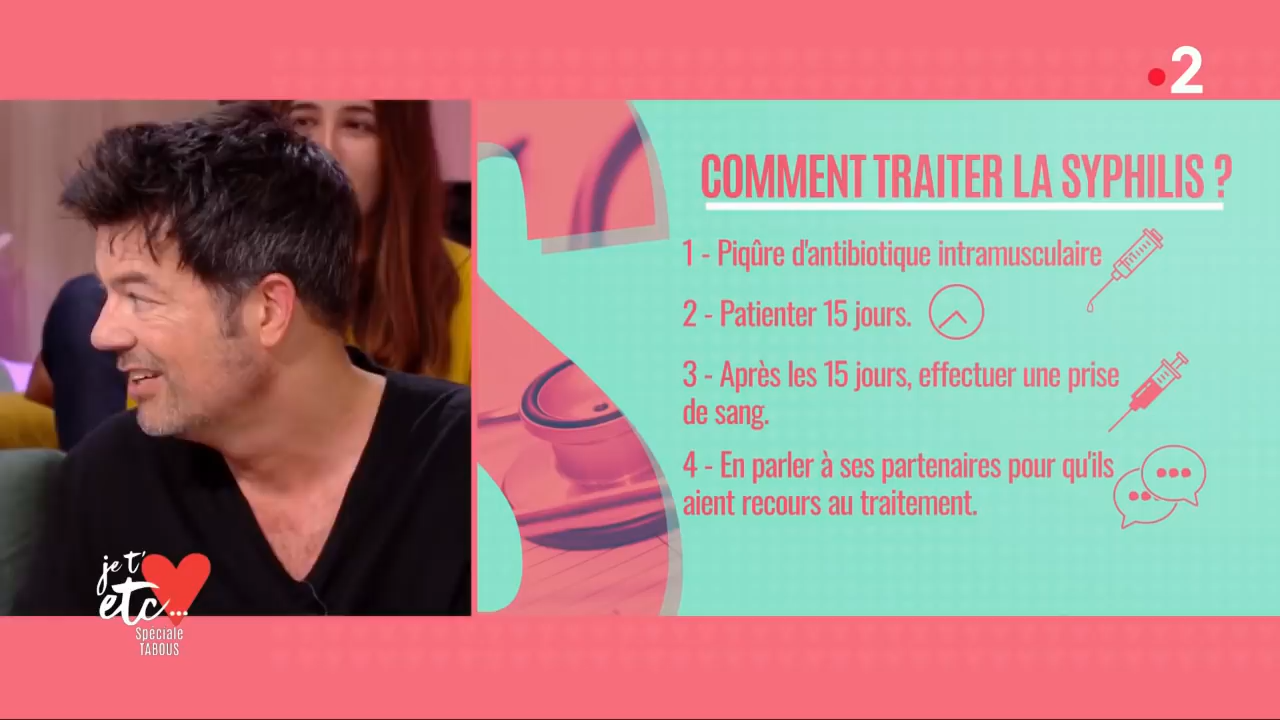 2
COMMENT TRAITER LA SYPHILIS ?
1 - Piqûre d'antibiotique intramusculaire
2 - Patienter 15 jours.
3 - Après les 15 jours, effectuer une prise
de sang.
4 - En parler à ses partenaires pour qu'ils
aient recours au traitement.
je t'
etc...
Spéciale
TABOUS